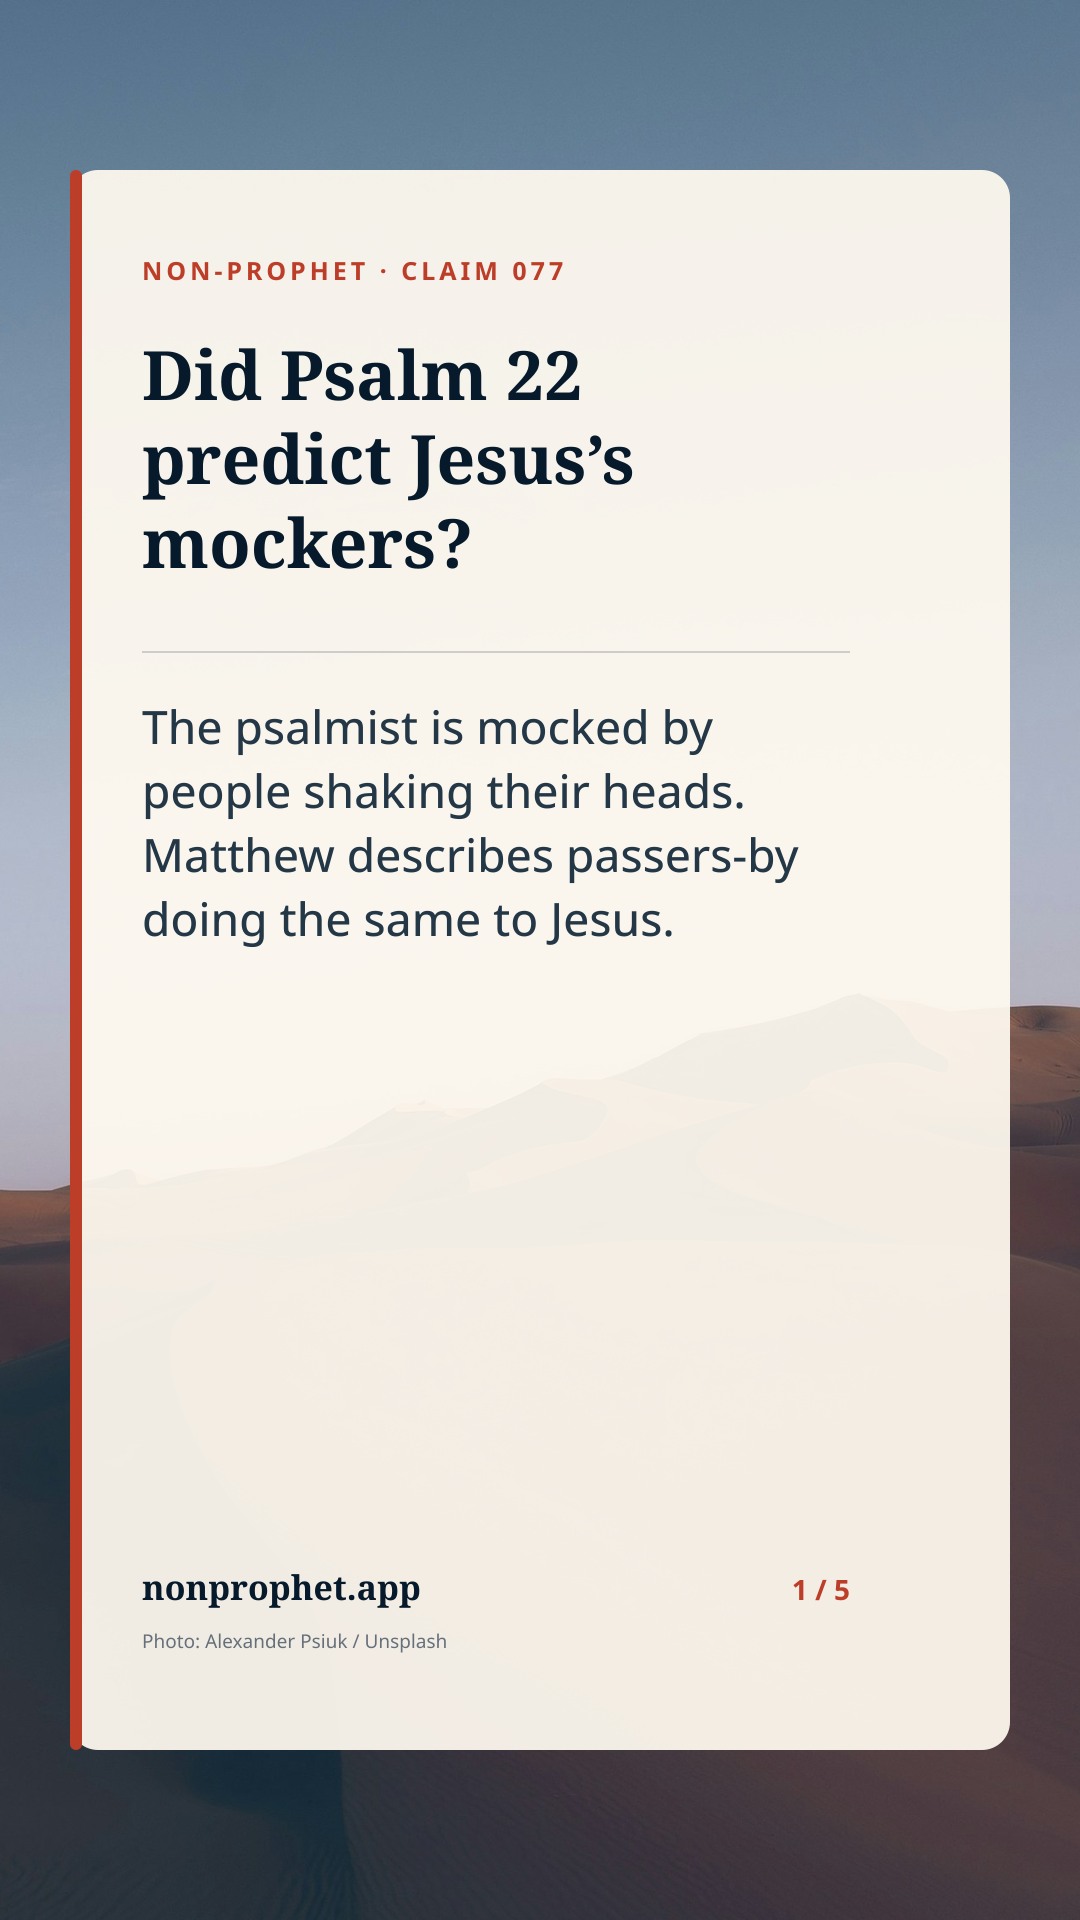 NON-PROPHET · CLAIM 077
Did Psalm 22
predict Jesus’s
mockers?
The psalmist is mocked by
people shaking their heads.
Matthew describes passers-by
doing the same to Jesus.
nonprophet.app
1 / 5
Photo: Alexander Psiuk / Unsplash